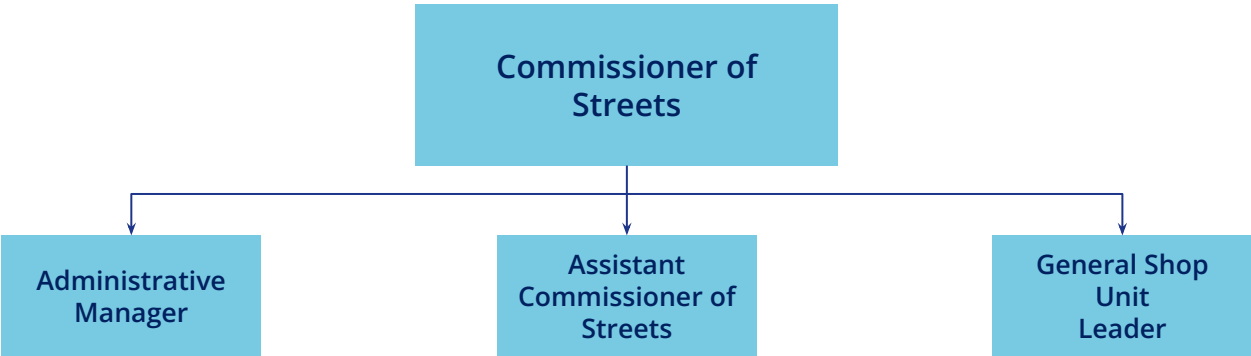 Commissioner of
Streets
Administrative
Manager
Assistant
Commissioner of
Streets
General Shop
Unit
Leader